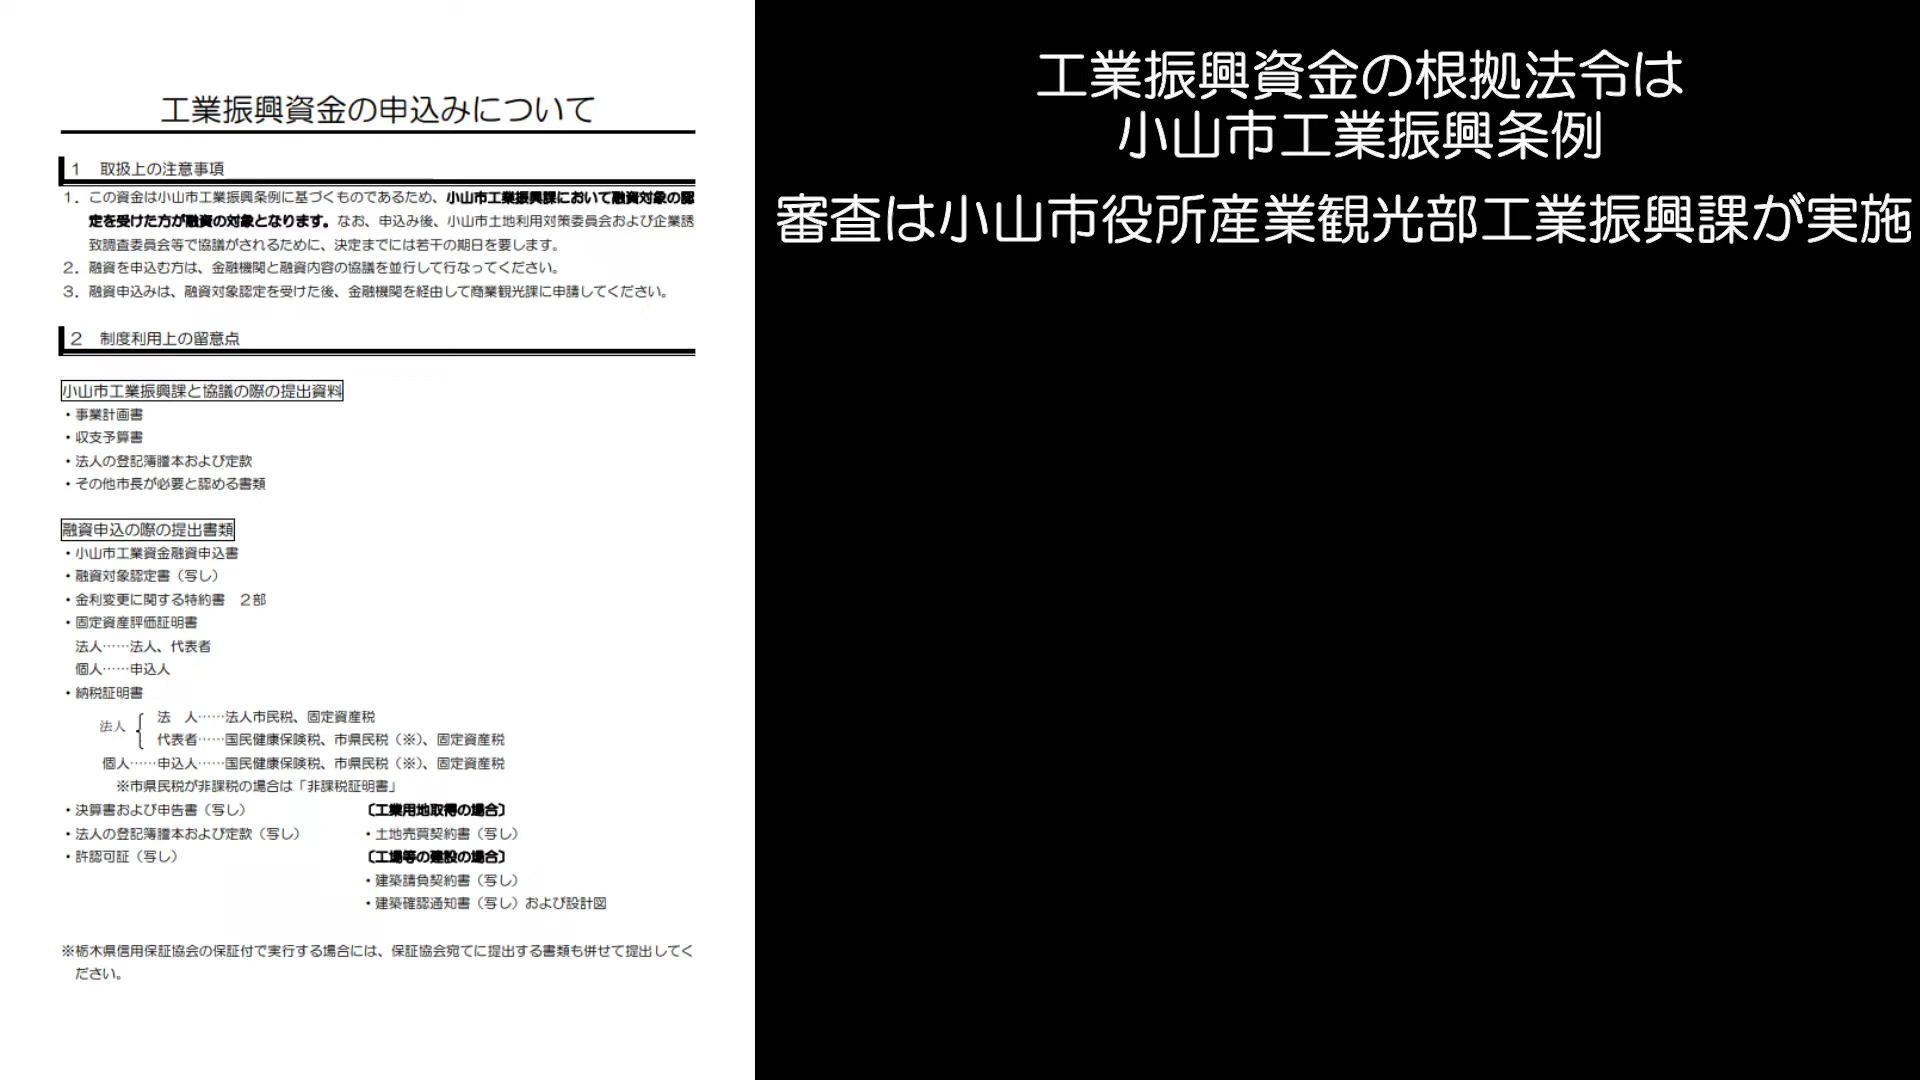 工業振興資金の申込みについて
1　取扱上の注意事項
1．この資金は小山市工業振興条例に基づくものであるため、小山市工業振興課において融資対象の認
定を受けた方が融資の対象となります。なお、申込み後、小山市土地利用対策委員会および企業誘
致調査委員会等で協議がされるために、決定までには若干の期日を要します。
2．融資を申込む方は、金融機関と融資内容の協議を並行して行なってください。
3．融資申込みは、融資対象認定を受けた後、金融機関を経由して商業観光課に申請してください。
2　制度利用上の留意点
小山市工業振興課と協議の際の提出資料
・事業計画書
・収支予算書
・法人の登記簿謄本および定款
・その他市長が必要と認める書類
融資申込の際の提出書類
・小山市工業資金融資申込書
・融資対象認定書（写し）
・金利変更に関する特約書　2部
・固定資産評価証明書
法人……法人、代表者
個人……申込人
・納税証明書
法人
法　人……法人市民税、固定資産税
代表者……国民健康保険税、市県民税（※）、固定資産税
個人……申込人……国民健康保険税、市県民税（※）、固定資産税
※市県民税が非課税の場合は「非課税証明書」
・決算書および申告書（写し）
・法人の登記簿謄本および定款（写し）
・許認可証（写し）
〔工業用地取得の場合〕
・土地売買契約書（写し）
〔工場等の建設の場合〕
・建築請負契約書（写し）
・建築確認通知書（写し）および設計図
※栃木県信用保証協会の保証付で実行する場合には、保証協会宛てに提出する書類も併せて提出してく
ださい。
工業振興資金の根拠法令は
小山市工業振興条例
審査は小山市役所産業観光部工業振興課が実施